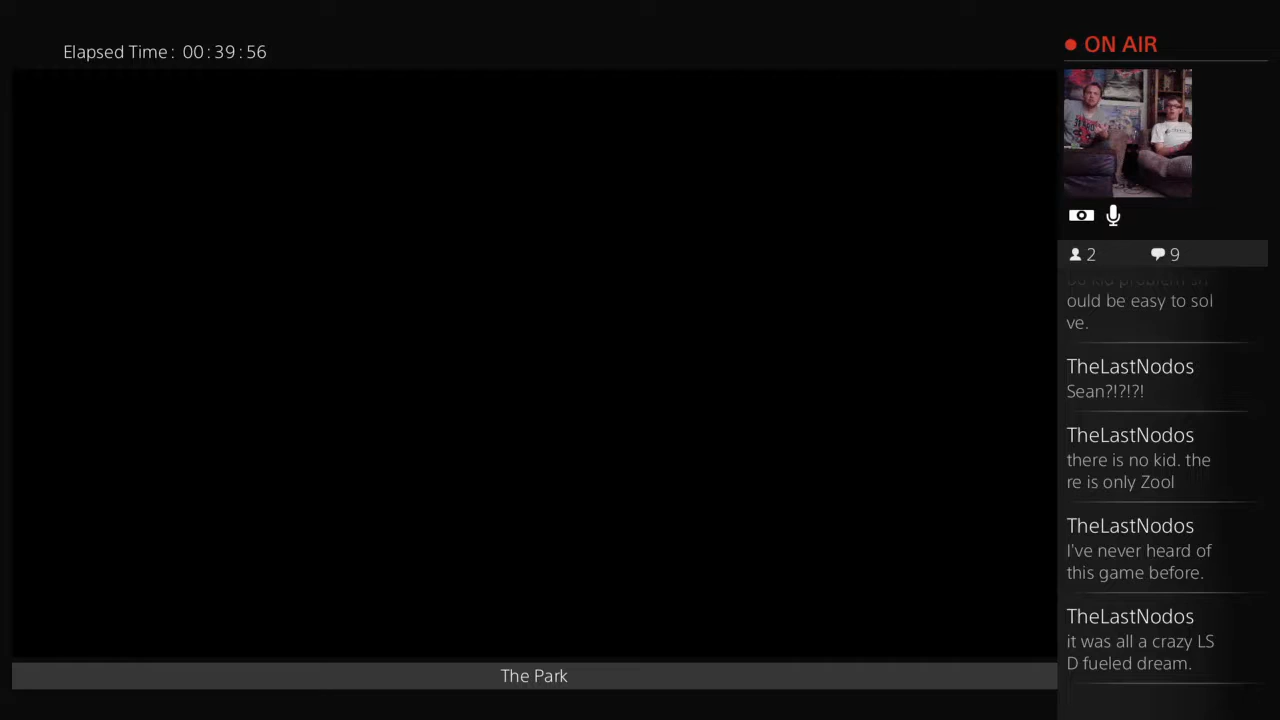 Elapsed Time: 00:39:56
ON AIR
2
9
ould be easy to sol
ve.
TheLastNodos
Sean?!?!?!
TheLastNodos
there is no kid. the
re is only Zool
TheLastNodos
I've never heard of
this game before.
TheLastNodos
it was all a crazy LS
D fueled dream.
The Park